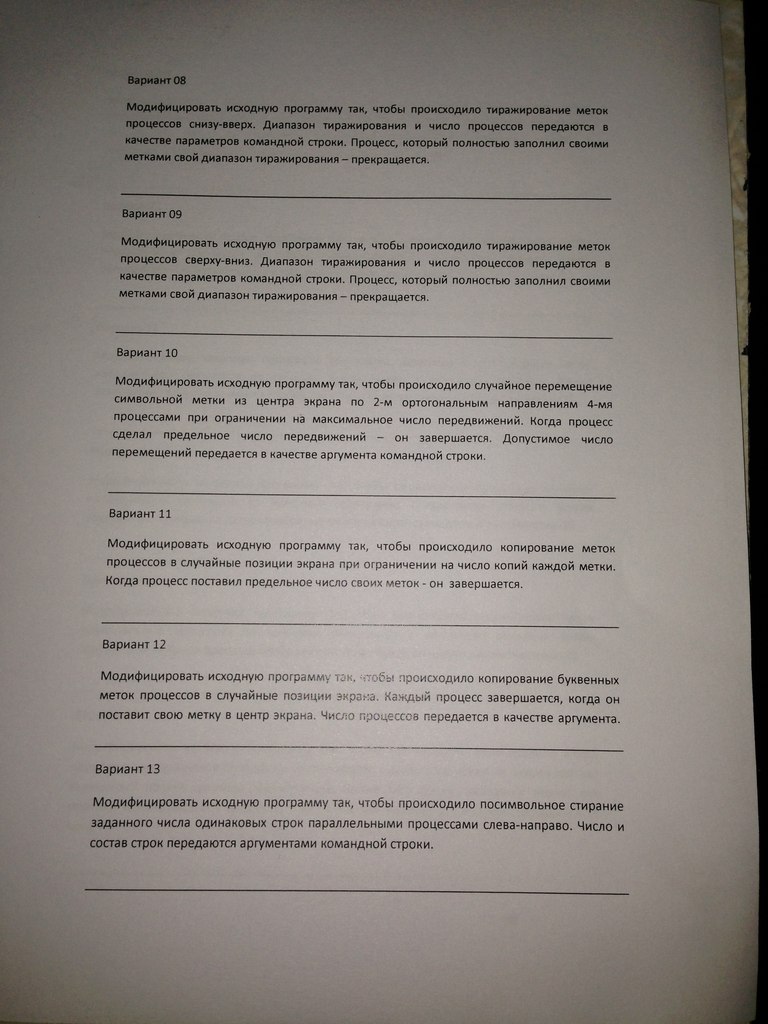 Вариант 08
Модифицировать исходную программу так, чтобы происходило тиражирование меток
процессов снизу-вверх. Диапазон тиражирования и число процессов передаются в
качестве параметров командной строки. Процесс, который полностью заполнил своими
метками свой диапазон тиражирования – прекращается.
Вариант 09
Модифицировать исходную программу так, чтобы происходило тиражирование меток
процессов сверху-вниз. Диапазон тиражирования и число процессов передаются в
качестве параметров командной строки. Процесс, который полностью заполнил своими
метками свой диапазон тиражирования – прекращается.
Вариант 10
Модифицировать исходную программу так, чтобы происходило случайное перемещение
символьной метки из центра экрана по 2-м ортогональным направлениям 4-мя
процессами при ограничении на максимальное число передвижений. Когда процесс
сделал предельное число передвижений – он завершается. Допустимое число
перемещений передается в качестве аргумента командной строки.
Вариант 11
Модифицировать исходную программу так, чтобы происходило копирование меток
процессов в случайные позиции экрана при ограничении на число копий каждой метки.
Когда процесс поставил предельное число своих меток - он завершается.
Вариант 12
Модифицировать исходную программу так, чтобы происходило копирование буквенных
меток процессов в случайные позиции экрана. Каждый процесс завершается, когда он
поставит свою метку в центр экрана. Число процессов передается в качестве аргумента.
Вариант 13
Модифицировать исходную программу так, чтобы происходило посимвольное стирание
заданного числа одинаковых строк параллельными процессами слева-направо. Число и
состав строк передаются аргументами командной строки.